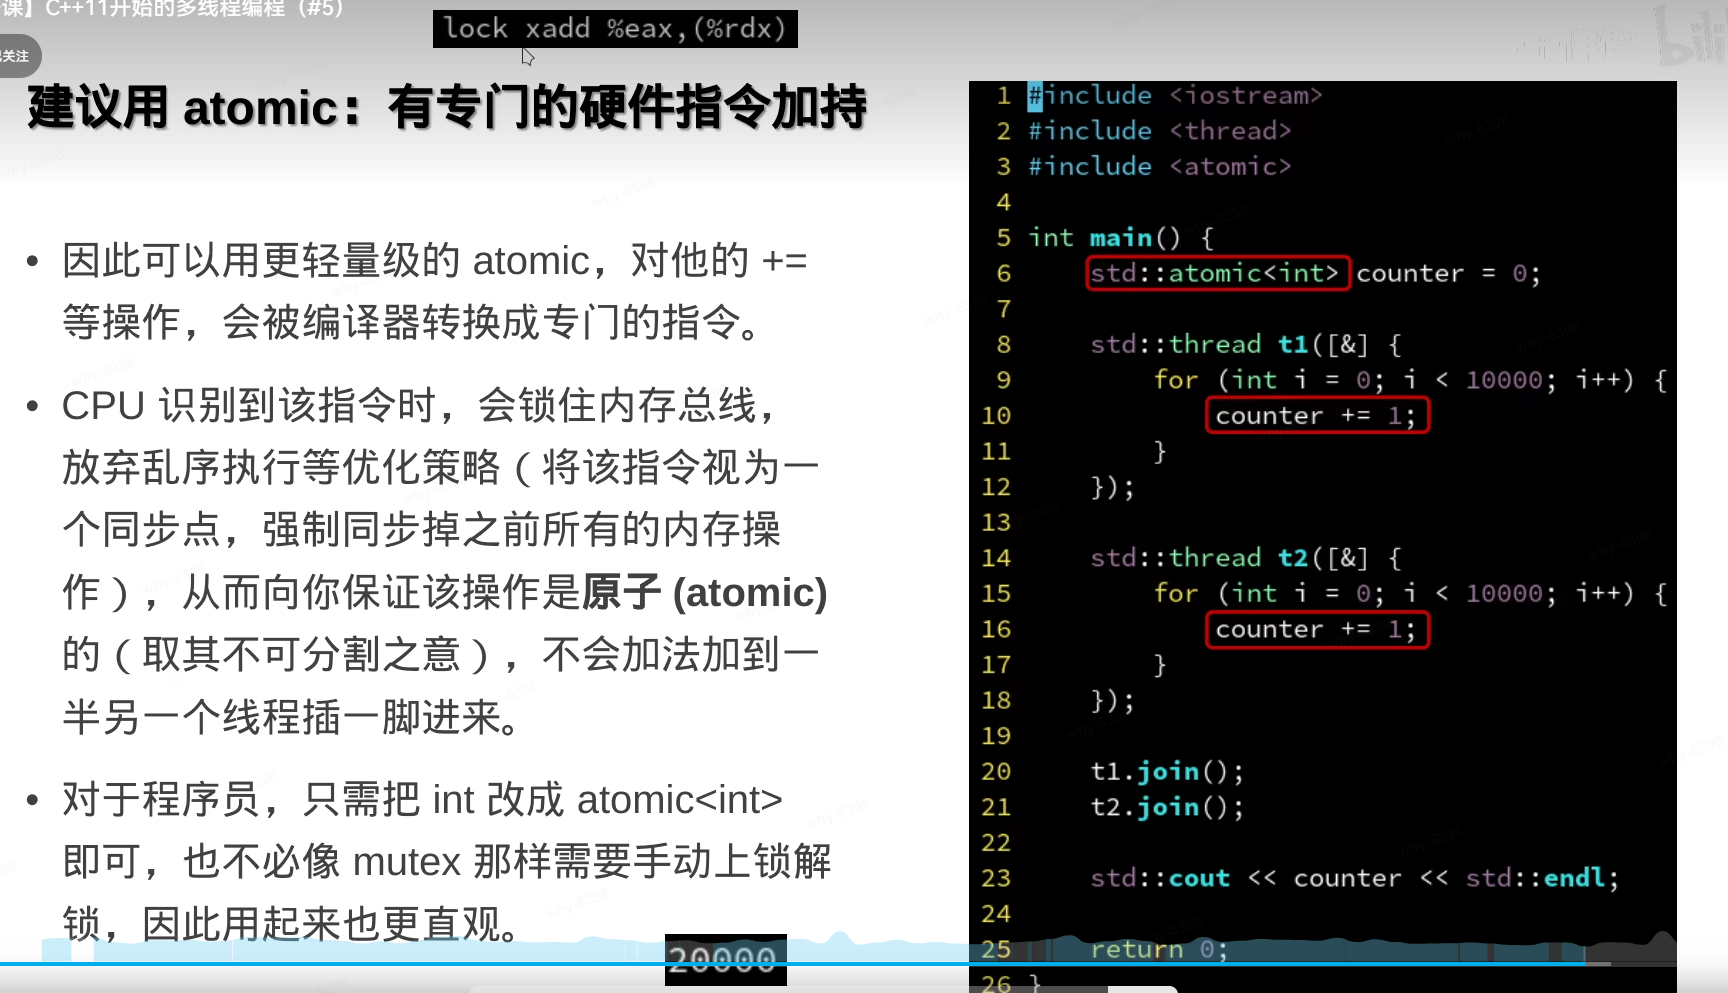 课】C++11开始的多线程编程（#5）
已关注
lock xadd %eax,(%rdx)
建议用 atomic：有专门的硬件指令加持
• 因此可以用更轻量级的 atomic，对他的 +=
等操作，会被编译器转换成专门的指令。
• CPU 识别到该指令时，会锁住内存总线，
放弃乱序执行等优化策略（将该指令视为一
个同步点，强制同步掉之前所有的内存操
作），从而向你保证该操作是原子 (atomic)
的（取其不可分割之意），不会加法加到一
半另一个线程插一脚进来。
• 对于程序员，只需把 int 改成 atomic<int>
即可，也不必像 mutex 那样需要手动上锁解
锁，因此用起来也更直观。
20000
1 #include <iostream>
2 #include <thread>
3 #include <atomic>
4
5 int main() {
6     std::atomic<int> counter = 0;
7
8     std::thread t1([&] {
9         for (int i = 0; i < 10000; i++) {
10             counter += 1;
11         }
12     });
13
14     std::thread t2([&] {
15         for (int i = 0; i < 10000; i++) {
16             counter += 1;
17         }
18     });
19
20     t1.join();
21     t2.join();
22
23     std::cout << counter << std::endl;
24
25     return 0;
26 }
bili
why-6396